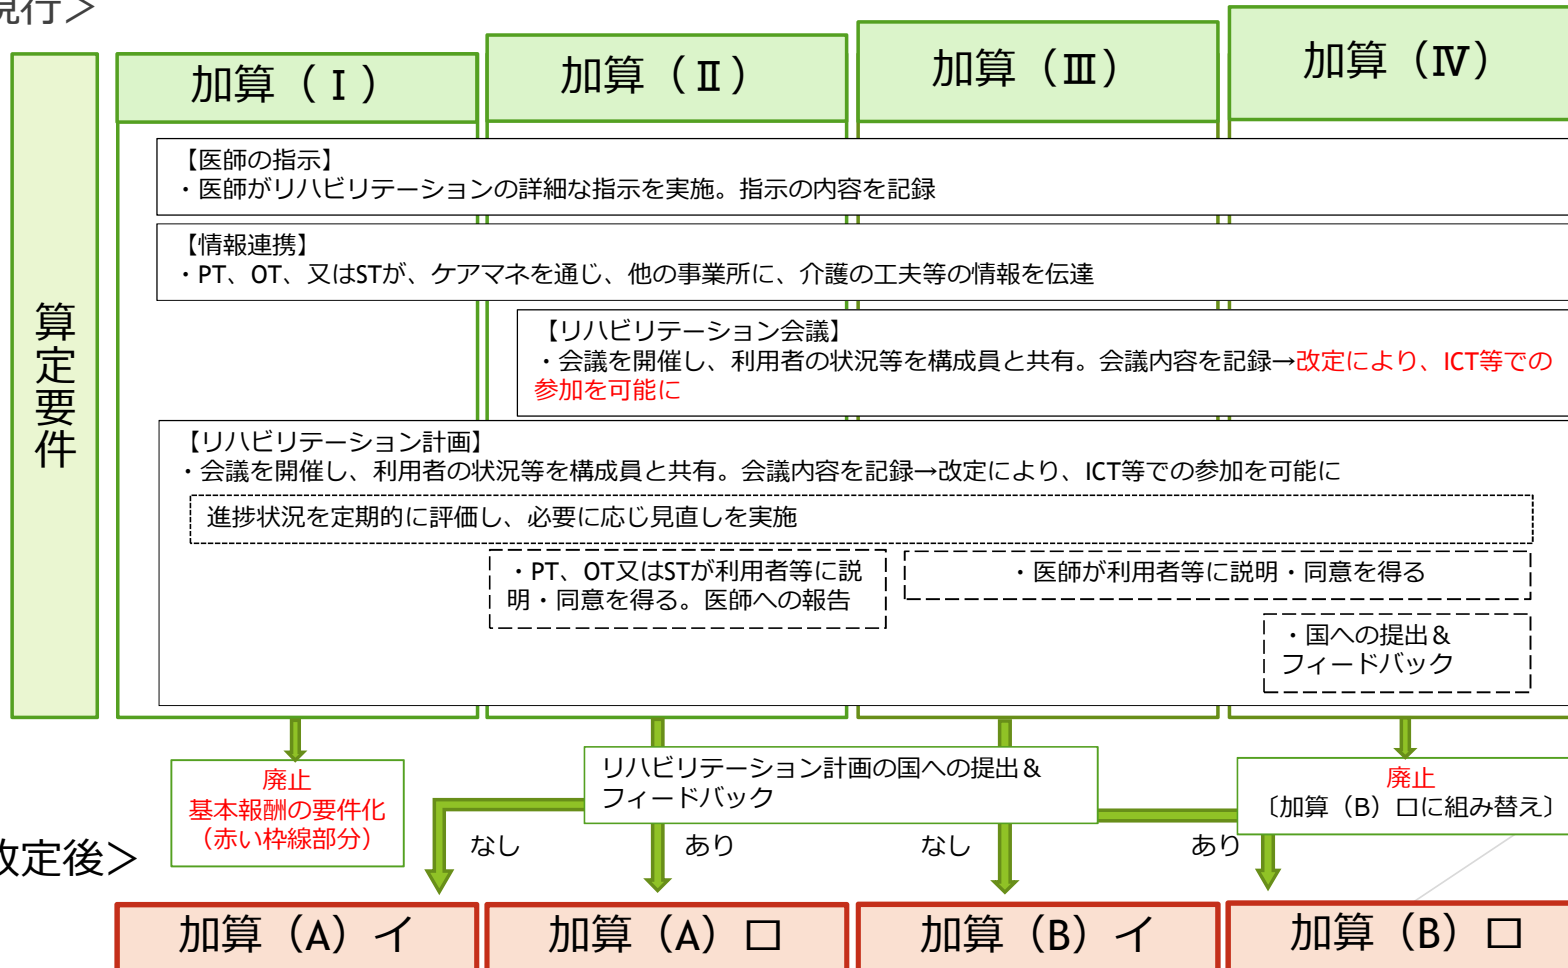 現行＞
加算（Ⅰ）
加算（Ⅱ）
加算（Ⅲ）
加算（Ⅳ）
算定要件
【医師の指示】
・医師がリハビリテーションの詳細な指示を実施。指示の内容を記録
【情報連携】
・PT、OT、又はSTが、ケアマネを通じ、他の事業所に、介護の工夫等の情報を伝達
【リハビリテーション会議】
・会議を開催し、利用者の状況等を構成員と共有。会議内容を記録→改定により、ICT等での
参加を可能に
【リハビリテーション計画】
・会議を開催し、利用者の状況等を構成員と共有。会議内容を記録→改定により、ICT等での参加を可能に
進捗状況を定期的に評価し、必要に応じ見直しを実施
・PT、OT又はSTが利用者等に説
明・同意を得る。医師への報告
・医師が利用者等に説明・同意を得る
・国への提出＆
フィードバック
廃止
基本報酬の要件化
（赤い枠線部分）
リハビリテーション計画の国への提出＆
フィードバック
廃止
〔加算（B）ロに組み替え〕
なし
あり
なし
あり
改定後＞
加算（A）イ
加算（A）ロ
加算（B）イ
加算（B）ロ